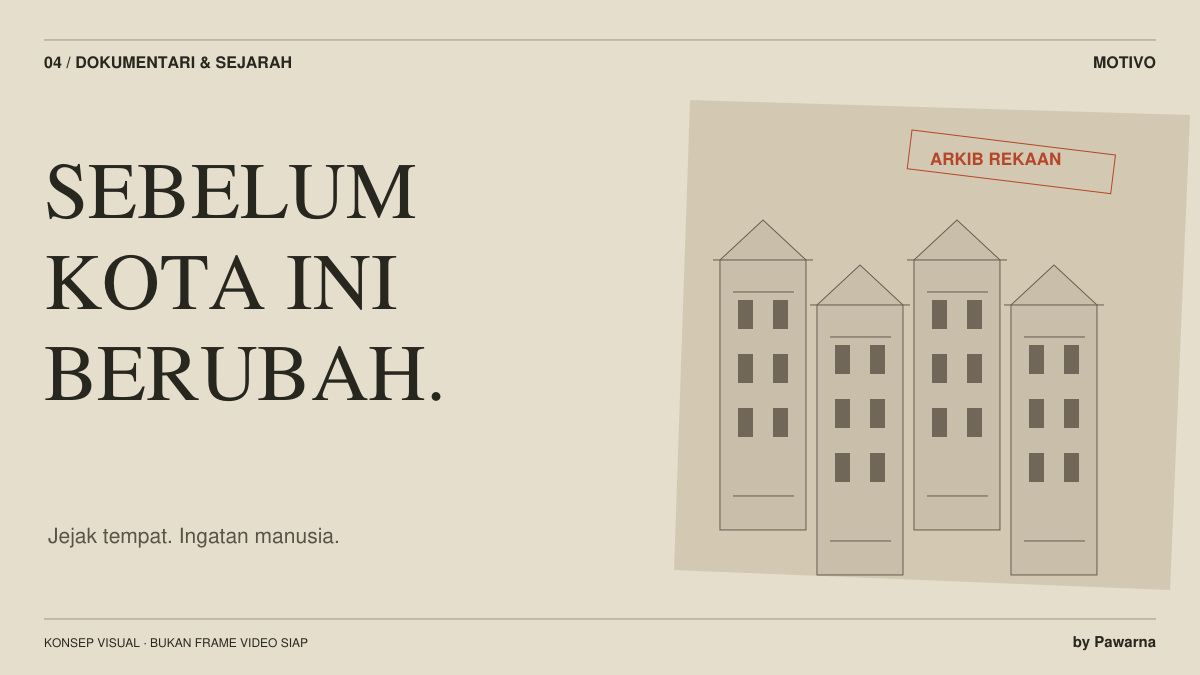 04 / DOKUMENTARI & SEJARAH
MOTIVO
ARKIB REKAAN
SEBELUM
KOTA INI
BERUBAH.
Jejak tempat. Ingatan manusia.
KONSEP VISUAL · BUKAN FRAME VIDEO SIAP
by Pawarna